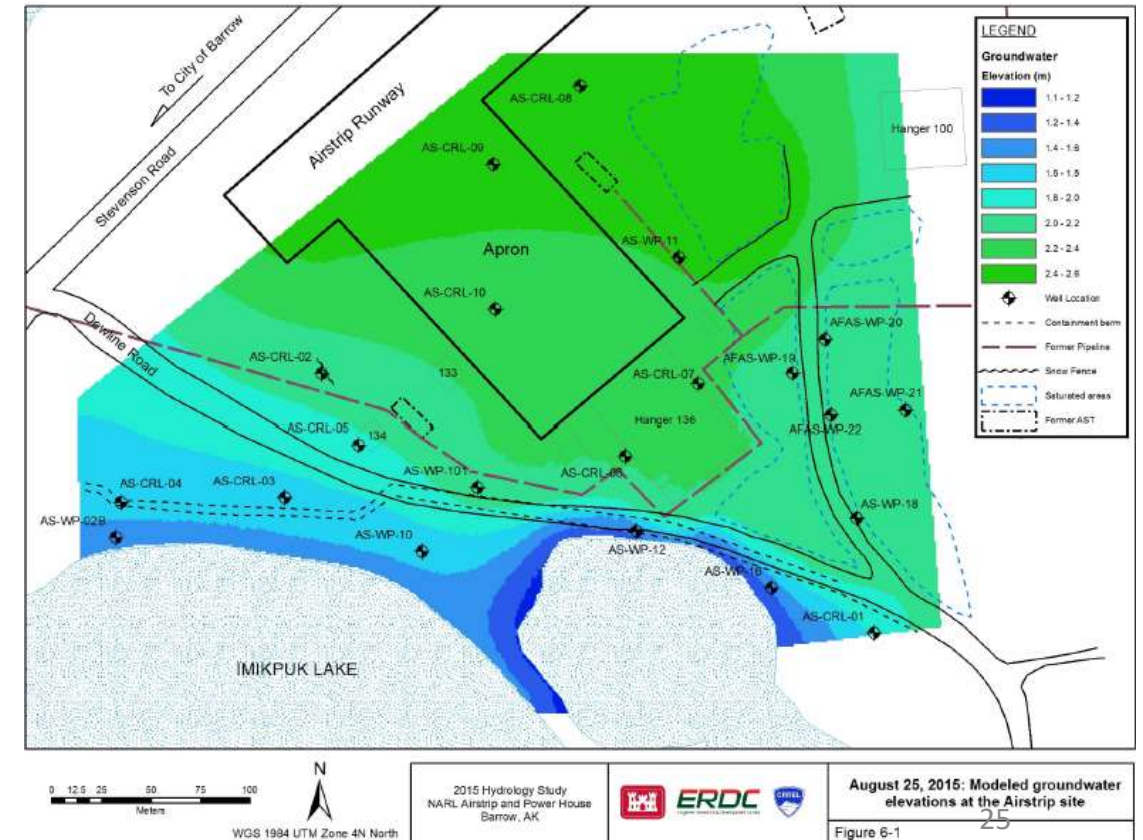 To City of Barrow
Stevenson Road
Airstrip Runway
AS-CRL-08
AS-CRL-09
Hanger 100
AS-WP-11
Apron
AS-CRL-10
AFAS-WP-20
Dewline Road
AS-CRL-02
133
AS-CRL-07
AFAS-WP-19
AFAS-WP-21
Hanger 136
AFAS-WP-22
AS-CRL-05
134
AS-WP-101
AS-CRL-06
AS-CRL-04
AS-CRL-03
AS-WP-18
AS-WP-02B
AS-WP-10
AS-WP-12
AS-WP-16
AS-CRL-01
IMIKPUK LAKE
LEGEND
Groundwater
Elevation (m)
1.1 - 1.2
1.2 - 1.4
1.4 - 1.6
1.6 - 1.8
1.8 - 2.0
2.0 - 2.2
2.2 - 2.4
2.4 - 2.6
Well Location
Containment berm
Former Pipeline
Snow Fence
Saturated areas
Former AST
0 12.5 25 50 75 100
Meters
N
WGS 1984 UTM Zone 4N North
2015 Hydrology Study
NARL Airstrip and Power House
Barrow, AK
ERDC
CRREL
August 25, 2015: Modeled groundwater
elevations at the Airstrip site
25
Figure 6-1